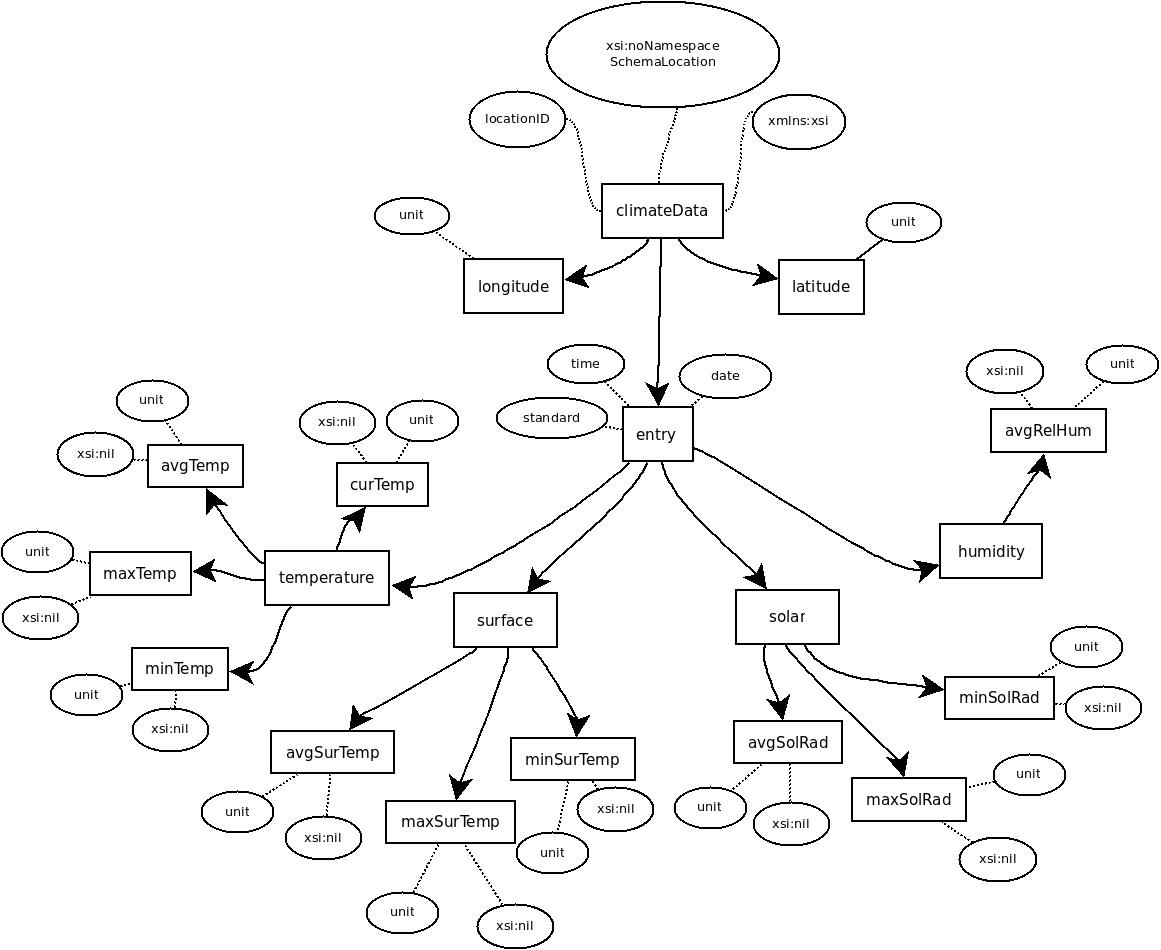 xsi:noNamespace
SchemaLocation
locationID
xmlns:xsi
climateData
unit
unit
longitude
latitude
time
date
standard
entry
xsi:nil
unit
avgRelHum
humidity
unit
xsi:nil
avgTemp
xsi:nil
unit
curTemp
unit
xsi:nil
maxTemp
temperature
minTemp
unit
xsi:nil
surface
solar
avgSurTemp
unit
xsi:nil
maxSurTemp
unit
xsi:nil
minSurTemp
unit
xsi:nil
avgSolRad
unit
xsi:nil
maxSolRad
unit
xsi:nil
minSolRad
unit
xsi:nil